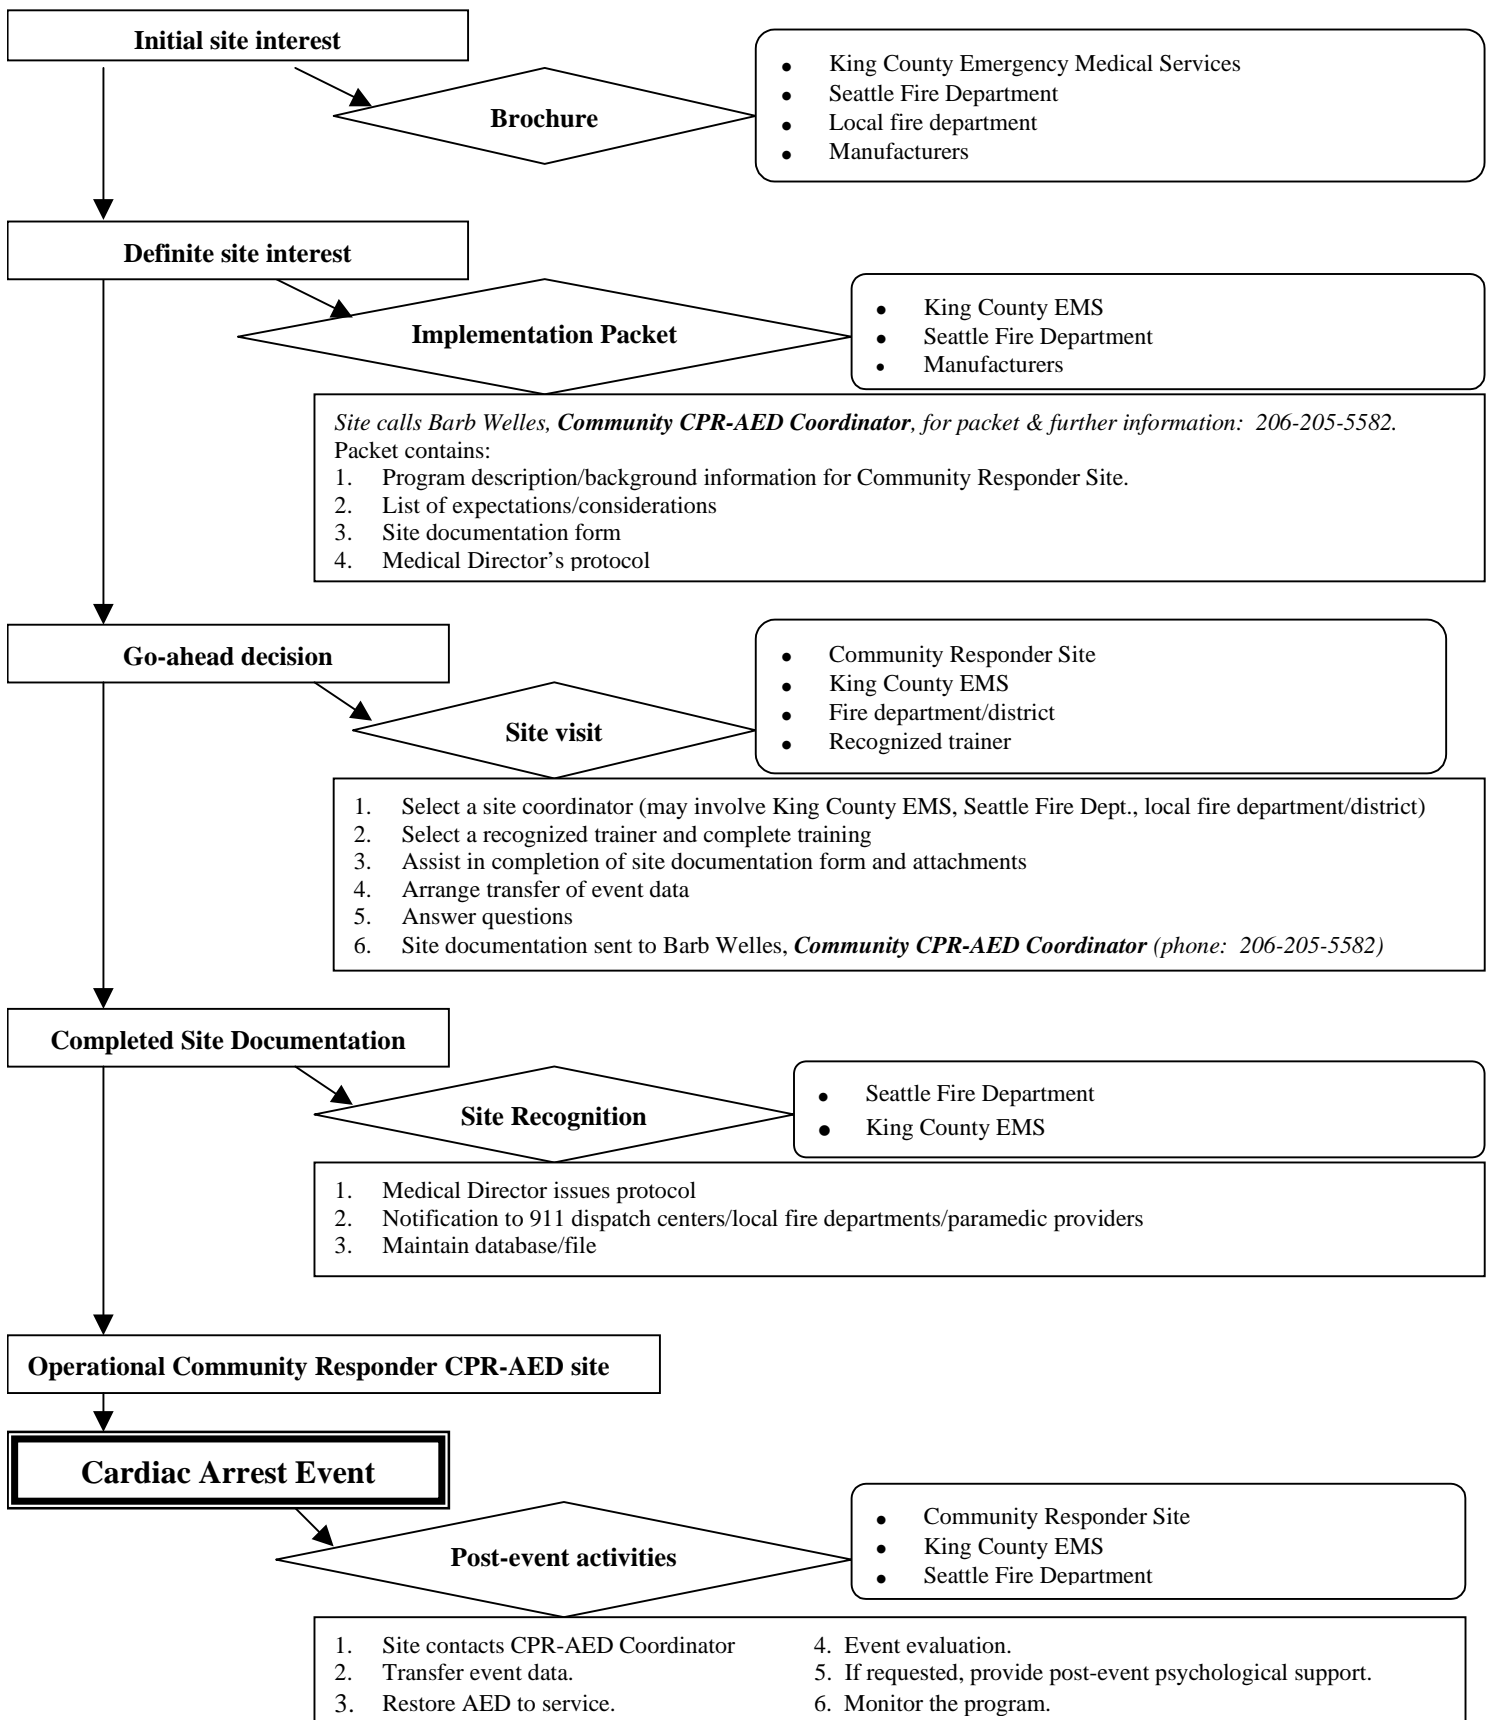 Initial site interest
Brochure
• King County Emergency Medical Services
• Seattle Fire Department
• Local fire department
• Manufacturers
Definite site interest
Implementation Packet
• King County EMS
• Seattle Fire Department
• Manufacturers
Site calls Barb Welles, Community CPR-AED Coordinator, for packet & further information: 206-205-5582.
Packet contains:
1. Program description/background information for Community Responder Site.
2. List of expectations/considerations
3. Site documentation form
4. Medical Director’s protocol
Go-ahead decision
Site visit
• Community Responder Site
• King County EMS
• Fire department/district
• Recognized trainer
1. Select a site coordinator (may involve King County EMS, Seattle Fire Dept., local fire department/district)
2. Select a recognized trainer and complete training
3. Assist in completion of site documentation form and attachments
4. Arrange transfer of event data
5. Answer questions
6. Site documentation sent to Barb Welles, Community CPR-AED Coordinator (phone: 206-205-5582)
Completed Site Documentation
Site Recognition
• Seattle Fire Department
• King County EMS
1. Medical Director issues protocol
2. Notification to 911 dispatch centers/local fire departments/paramedic providers
3. Maintain database/file
Operational Community Responder CPR-AED site
Cardiac Arrest Event
Post-event activities
• Community Responder Site
• King County EMS
• Seattle Fire Department
1. Site contacts CPR-AED Coordinator
2. Transfer event data.
3. Restore AED to service.
4. Event evaluation.
5. If requested, provide post-event psychological support.
6. Monitor the program.